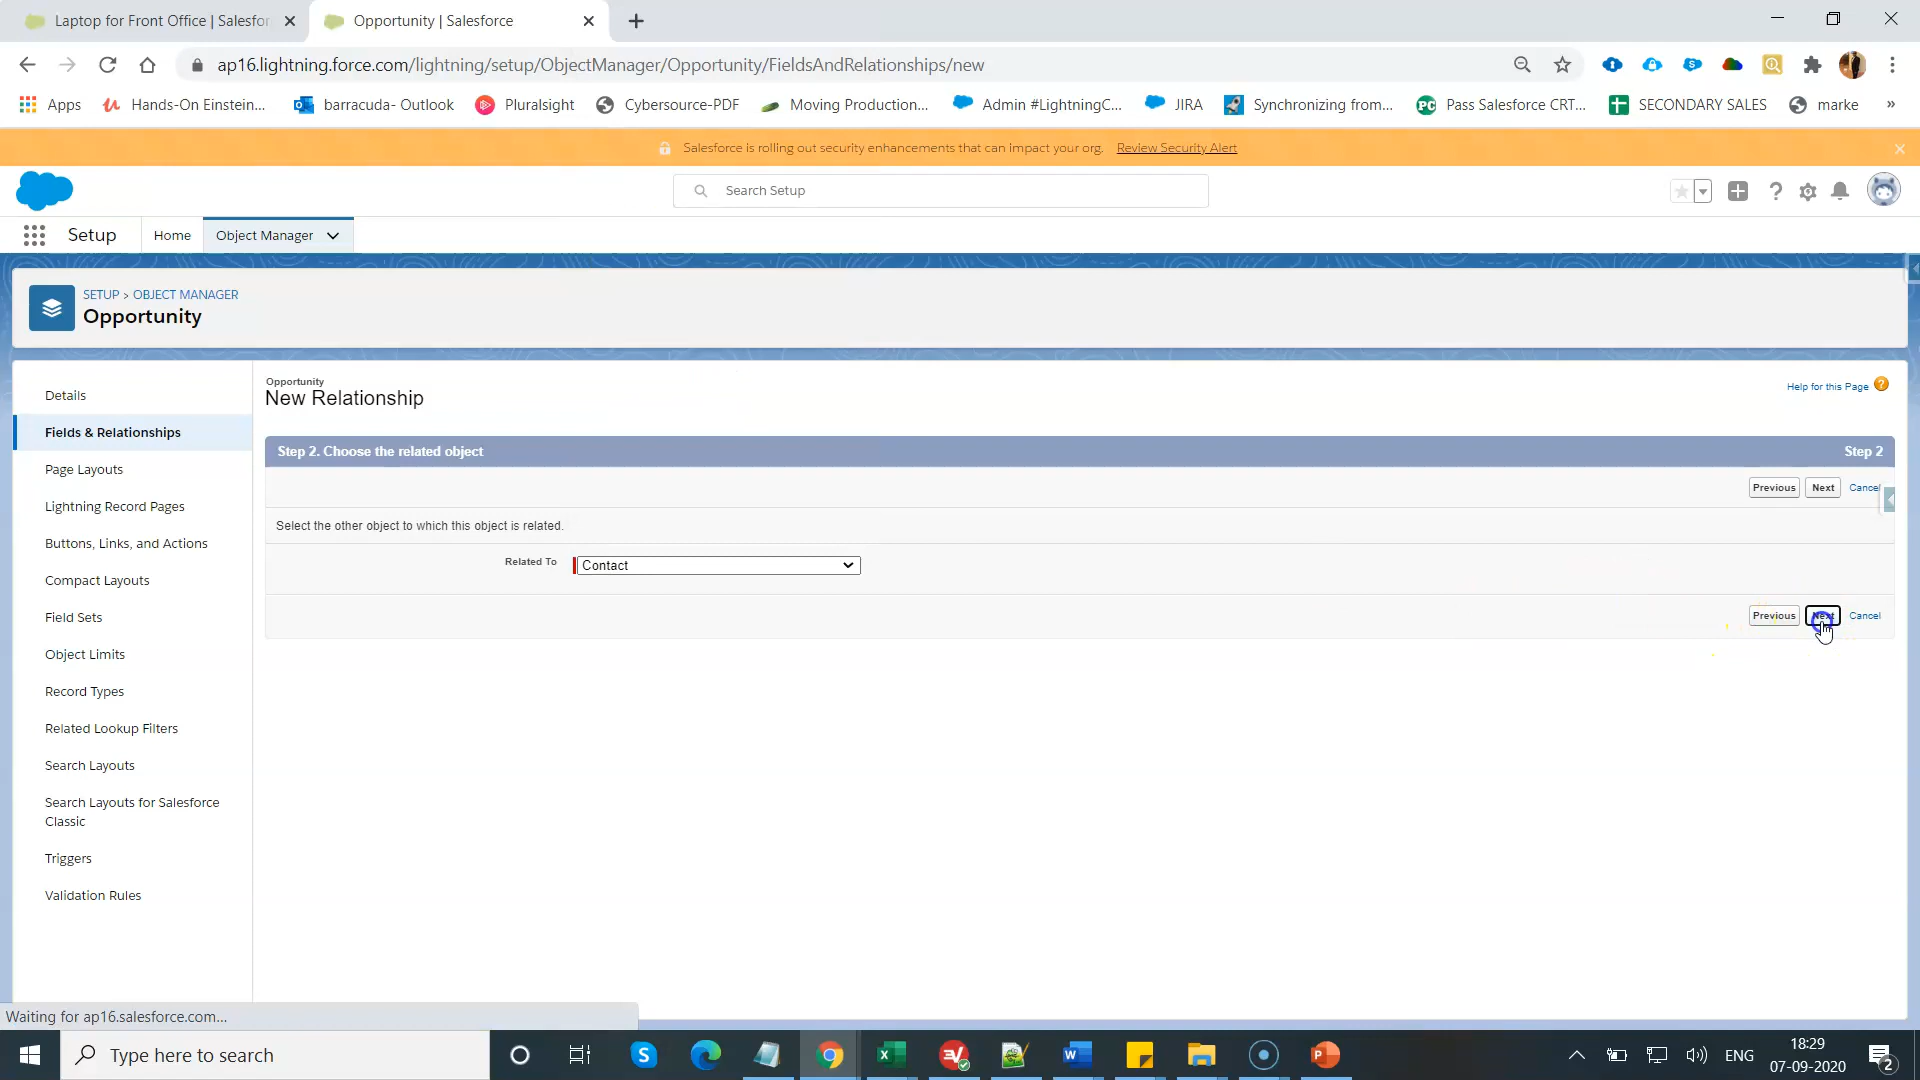 Laptop for Front Office | Salesfor
Opportunity | Salesforce
ap16.lightning.force.com/lightning/setup/ObjectManager/Opportunity/FieldsAndRelationships/new
Apps
Hands-On Einstein...
barracuda- Outlook
Pluralsight
Cybersource-PDF
Moving Production...
Admin #LightningC...
JIRA
Synchronizing from...
PC
Pass Salesforce CRT...
SECONDARY SALES
marke
»
Salesforce is rolling out security enhancements that can impact your org. Review Security Alert
Search Setup
Setup
Home
Object Manager
SETUP > OBJECT MANAGER
Opportunity
Details
Fields & Relationships
Page Layouts
Lightning Record Pages
Buttons, Links, and Actions
Compact Layouts
Field Sets
Object Limits
Record Types
Related Lookup Filters
Search Layouts
Search Layouts for Salesforce
Classic
Triggers
Validation Rules
Opportunity
New Relationship
Help for this Page ?
Step 2. Choose the related object
Step 2
Previous Next Cancel
Select the other object to which this object is related.
Related To Contact
Previous Next Cancel
Waiting for ap16.salesforce.com...
Type here to search
ENG
18:29
07-09-2020
2